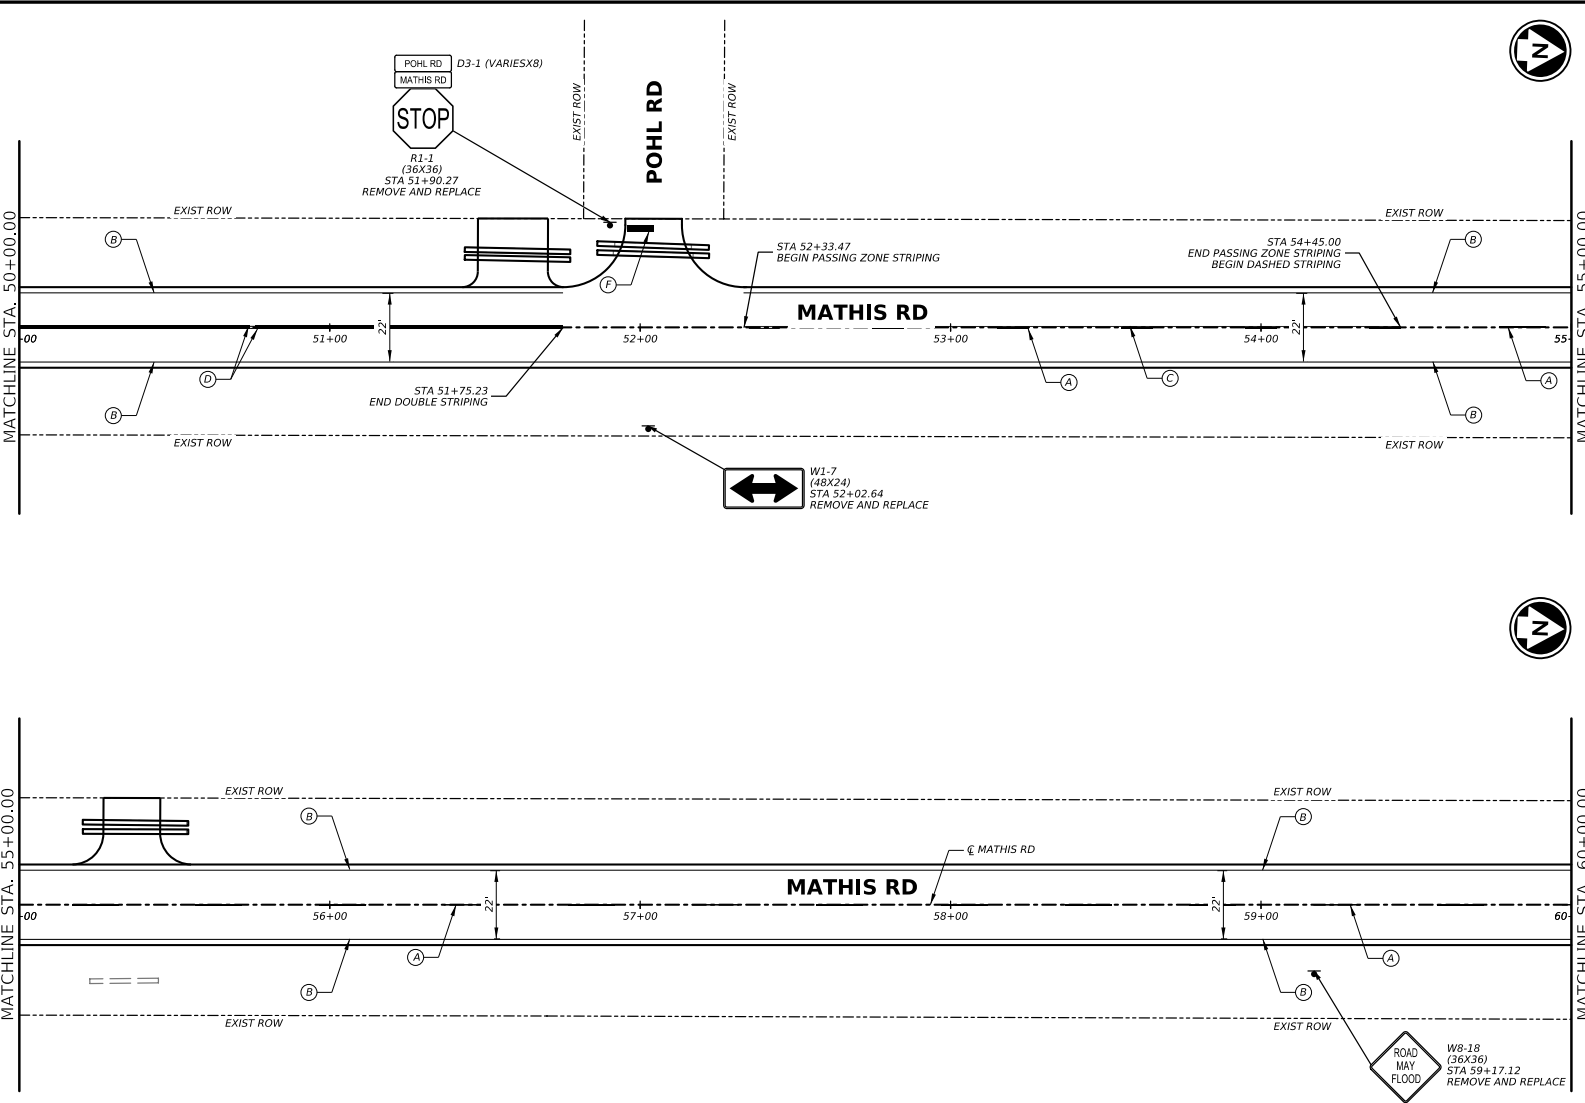 N
POHL RD
D3-1 (VARIESX8)
MATHIS RD
STOP
R1-1
(36X36)
STA 51+90.27
REMOVE AND REPLACE
EXIST ROW
POHL RD
EXIST ROW
MATCHLINE STA. 50+00.00
EXIST ROW
EXIST ROW
MATCHLINE STA. 55+00.00
B
F
STA 52+33.47
BEGIN PASSING ZONE STRIPING
STA 54+45.00
END PASSING ZONE STRIPING
BEGIN DASHED STRIPING
B
MATHIS RD
22'
22'
00
51+00
52+00
53+00
54+00
55
D
STA 51+75.23
END DOUBLE STRIPING
A
C
A
B
B
EXIST ROW
EXIST ROW
W1-7
(48X24)
STA 52+02.64
REMOVE AND REPLACE
N
MATCHLINE STA. 55+00.00
EXIST ROW
EXIST ROW
MATCHLINE STA. 60+00.00
B
B
℄ MATHIS RD
MATHIS RD
22'
22'
00
56+00
57+00
58+00
59+00
60
A
A
B
B
EXIST ROW
EXIST ROW
ROAD
MAY
FLOOD
W8-18
(36X36)
STA 59+17.12
REMOVE AND REPLACE